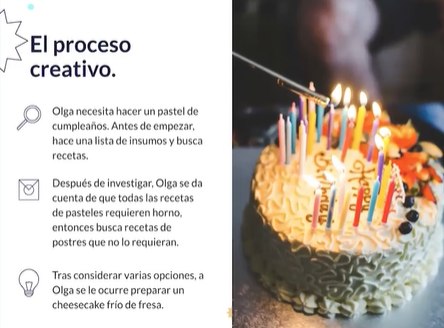 El proceso
creativo.
Olga necesita hacer un pastel de
cumpleaños. Antes de empezar,
hace una lista de insumos y busca
recetas.
Después de investigar, Olga se da
cuenta de que todas las recetas
de pasteles requieren horno,
entonces busca recetas de
postres que no lo requieran.
Tras considerar varias opciones, a
Olga se le ocurre preparar un
cheesecake frío de fresa.
Happy